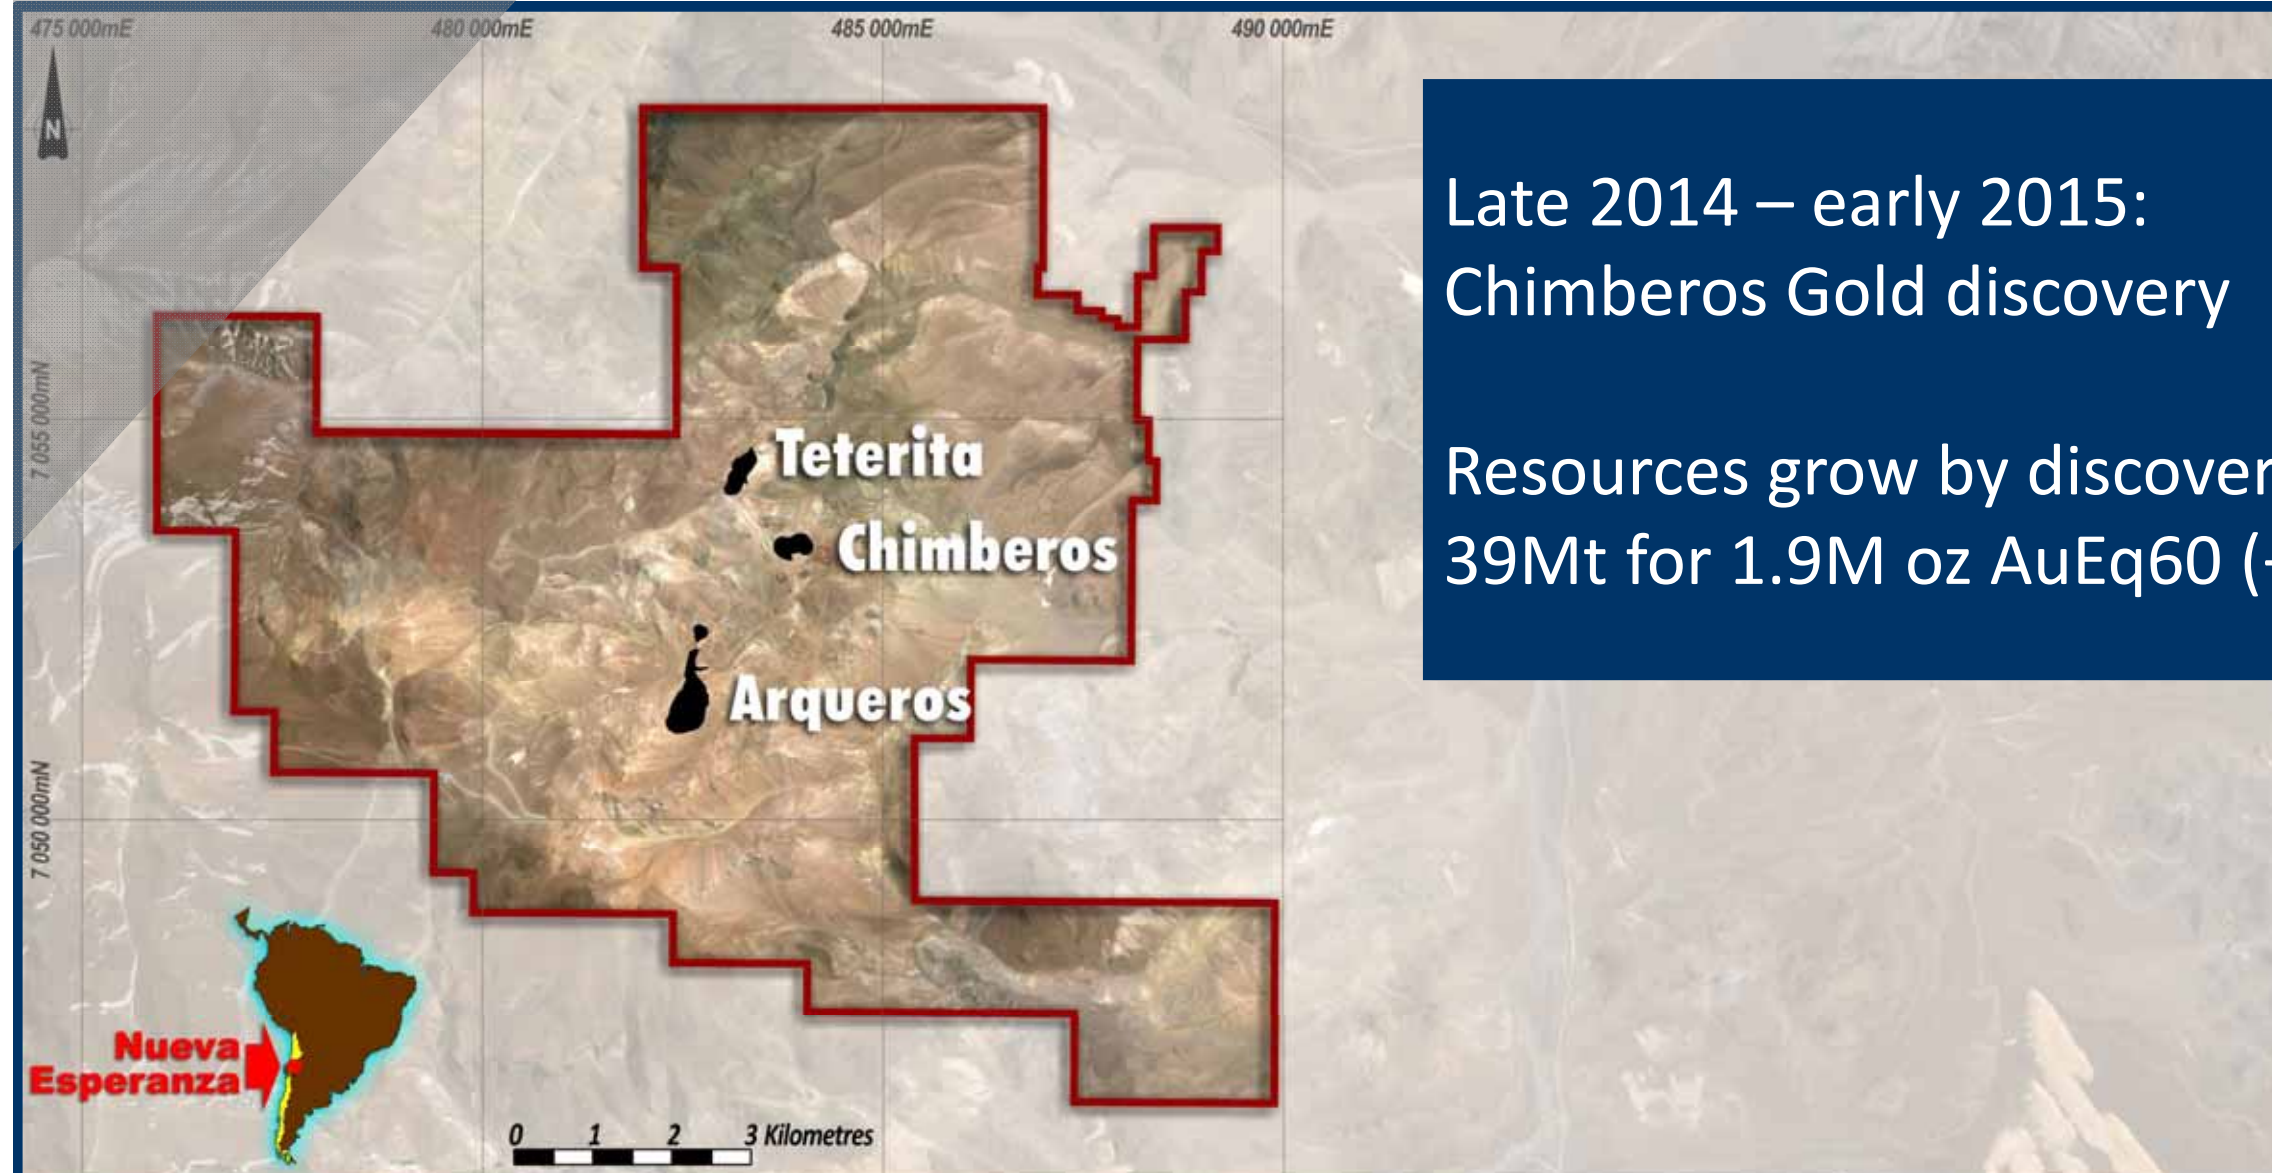 475 000mE
480 000mE
485 000mE
490 000mE
N
Late 2014 – early 2015:
Chimberos Gold discovery
7 055 000mN
Teterita
Resources grow by discover
Chimberos
39Mt for 1.9M oz AuEq60 (
Arqueros
7 050 000mN
Nueva
Esperanza
0 1 2 3 Kilometres